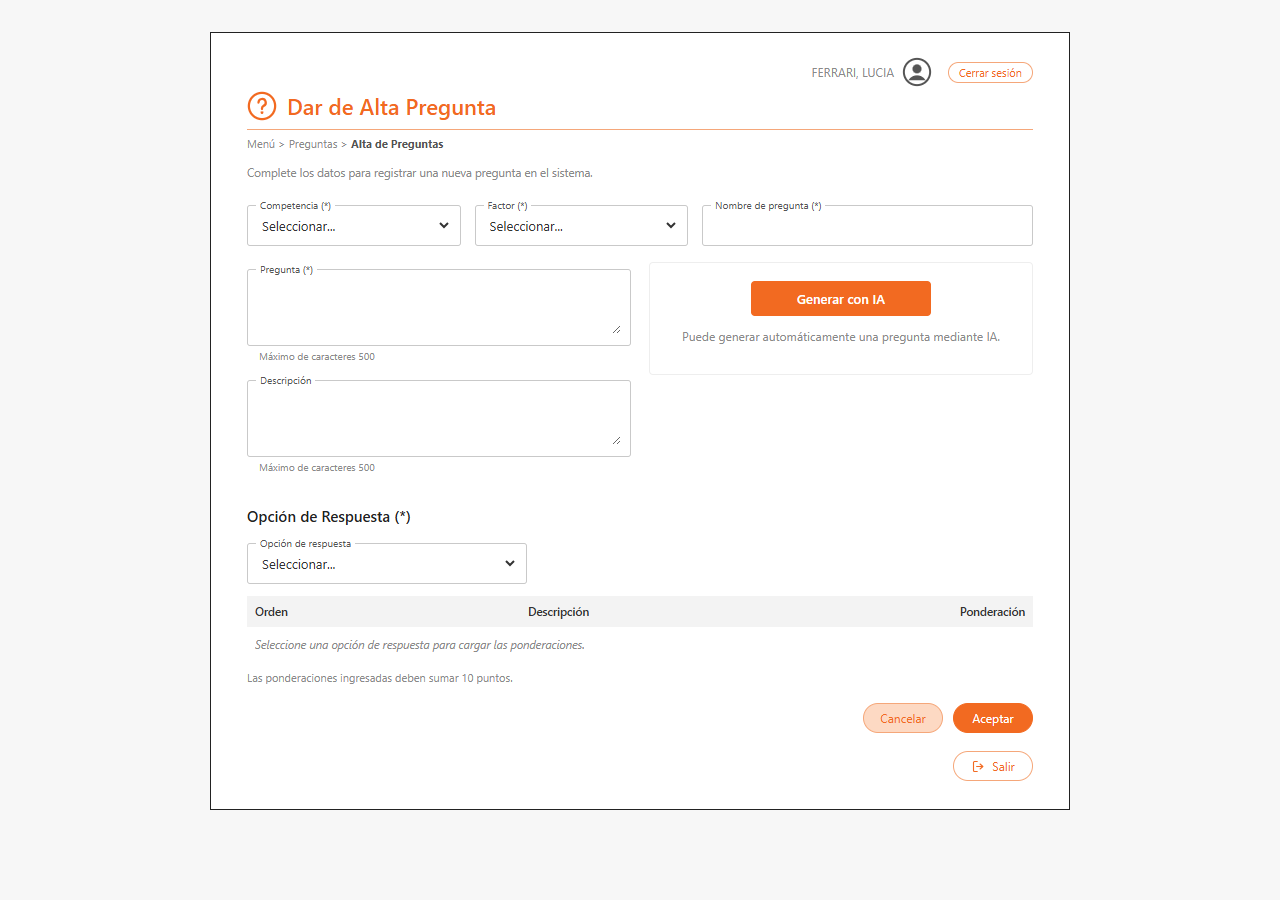 FERRARI, LUCIA
Cerrar sesión
Dar de Alta Pregunta
Menú > Preguntas > Alta de Preguntas
Complete los datos para registrar una nueva pregunta en el sistema.
Competencia (*)
Seleccionar...
Factor (*)
Seleccionar...
Nombre de pregunta (*)
Pregunta (*)
Máximo de caracteres 500
Generar con IA
Puede generar automáticamente una pregunta mediante IA.
Descripción
Máximo de caracteres 500
Opción de Respuesta (*)
Opción de respuesta
Seleccionar...
Orden Descripción Ponderación
Seleccione una opción de respuesta para cargar las ponderaciones.
Las ponderaciones ingresadas deben sumar 10 puntos.
Cancelar
Aceptar
Salir